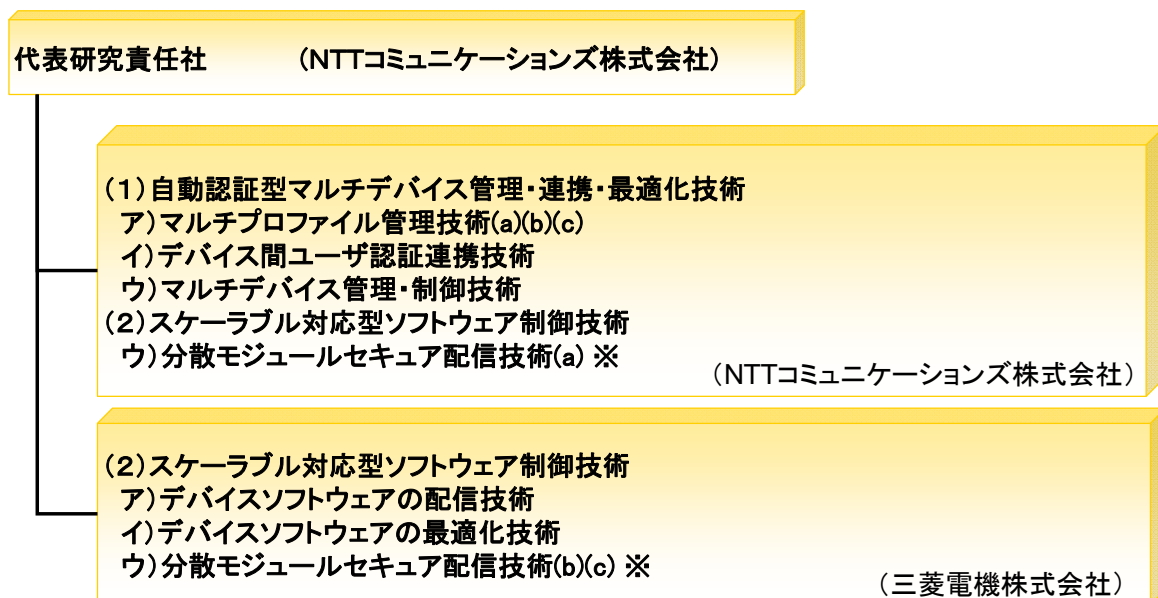 代表研究責任社　　　（NTTコミュニケーションズ株式会社）
（１）自動認証型マルチデバイス管理・連携・最適化技術
ア）マルチプロファイル管理技術(a)(b)(c)
イ）デバイス間ユーザ認証連携技術
ウ）マルチデバイス管理・制御技術
（２）スケーラブル対応型ソフトウェア制御技術
ウ）分散モジュールセキュア配信技術(a) ※
（NTTコミュニケーションズ株式会社）
（２）スケーラブル対応型ソフトウェア制御技術
ア）デバイスソフトウェアの配信技術
イ）デバイスソフトウェアの最適化技術
ウ）分散モジュールセキュア配信技術(b)(c) ※
（三菱電機株式会社）